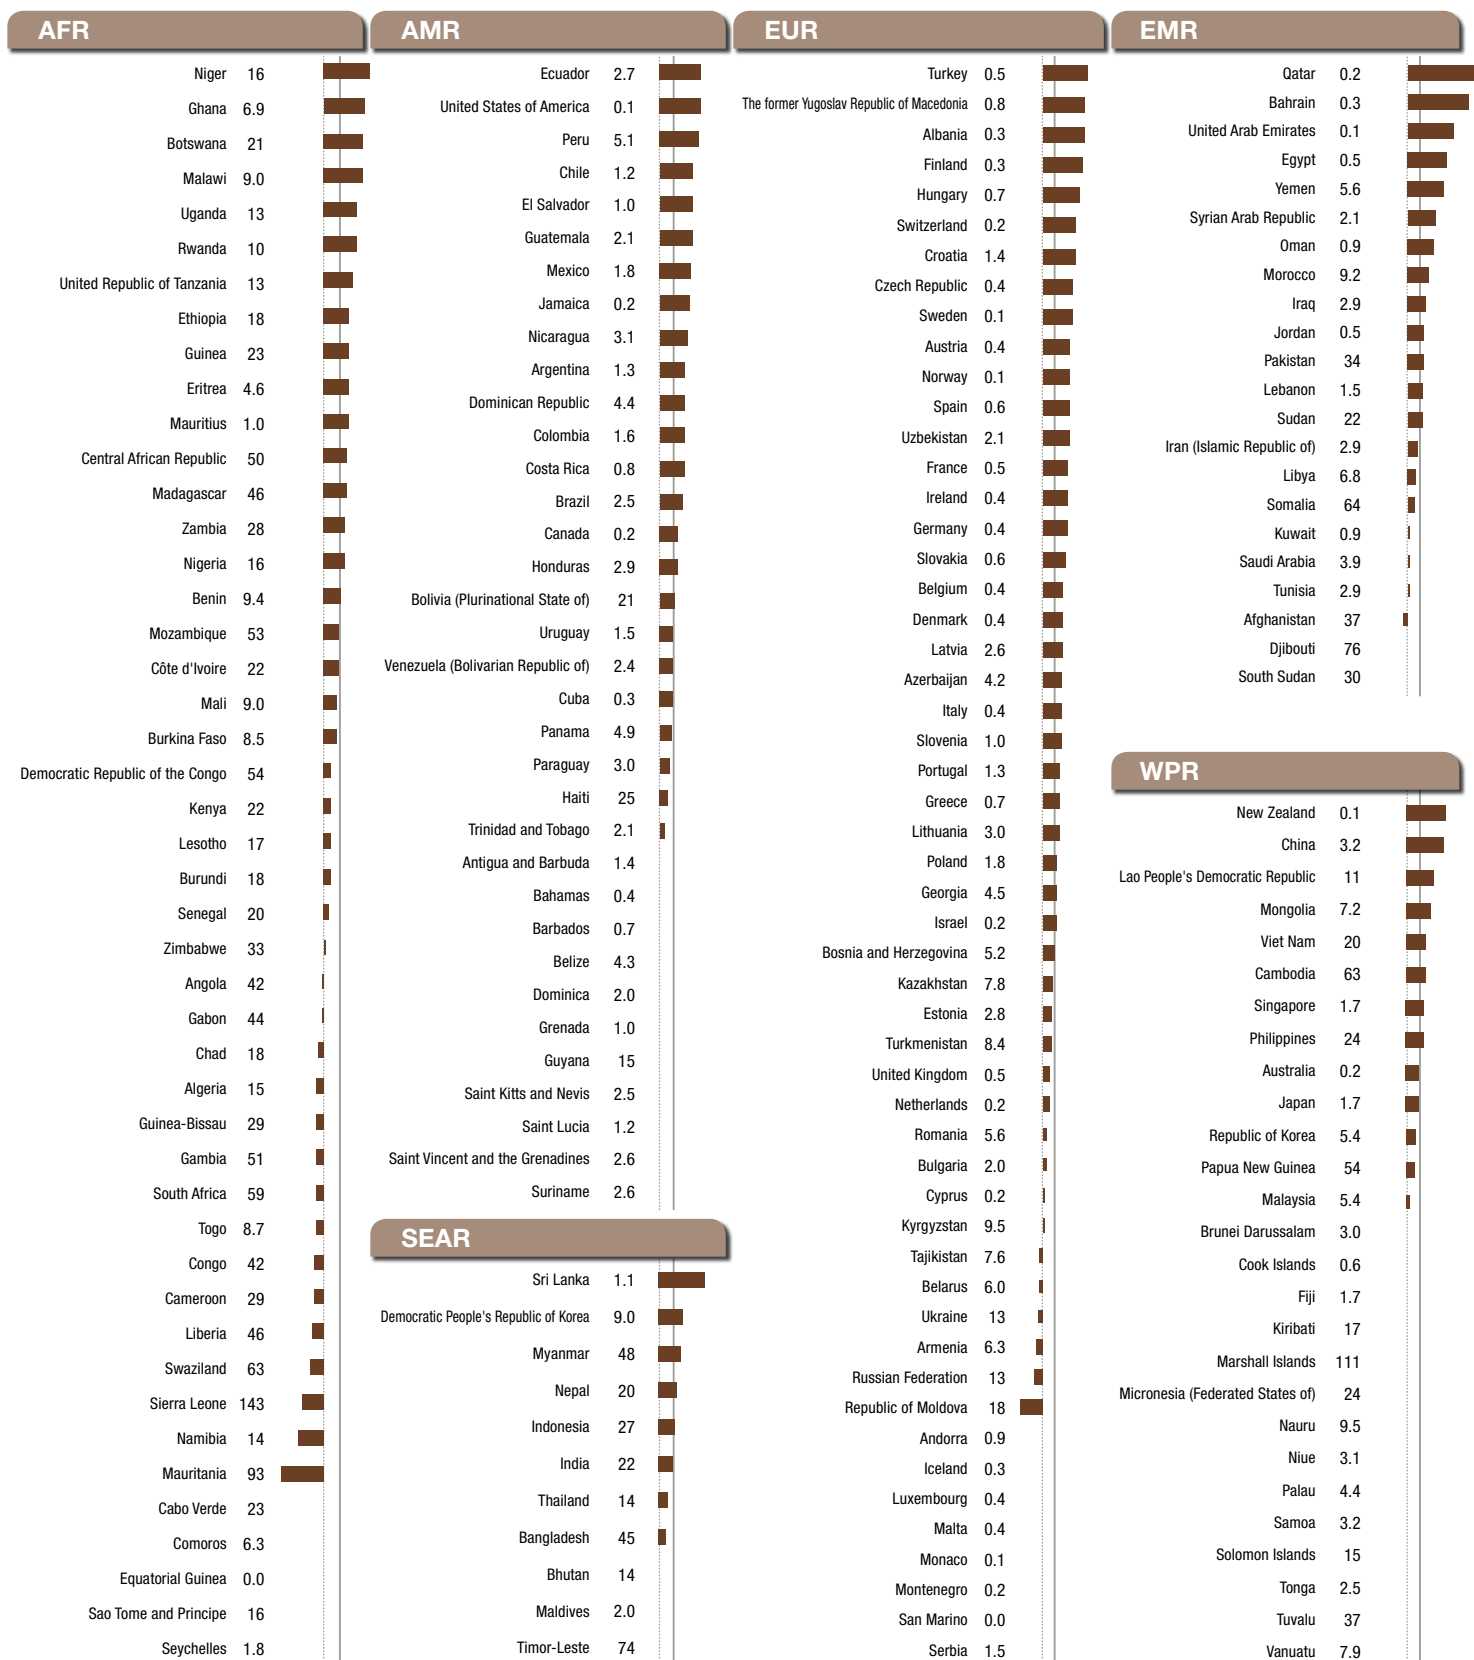 AFR
Niger 16
Ghana 6.9
Botswana 21
Malawi 9.0
Uganda 13
Rwanda 10
United Republic of Tanzania 13
Ethiopia 18
Guinea 23
Eritrea 4.6
Mauritius 1.0
Central African Republic 50
Madagascar 46
Zambia 28
Nigeria 16
Benin 9.4
Mozambique 53
Côte d'Ivoire 22
Mali 9.0
Burkina Faso 8.5
Democratic Republic of the Congo 54
Kenya 22
Lesotho 17
Burundi 18
Senegal 20
Zimbabwe 33
Angola 42
Gabon 44
Chad 18
Algeria 15
Guinea-Bissau 29
Gambia 51
South Africa 59
Togo 8.7
Congo 42
Cameroon 29
Liberia 46
Swaziland 63
Sierra Leone 143
Namibia 14
Mauritania 93
Cabo Verde 23
Comoros 6.3
Equatorial Guinea 0.0
Sao Tome and Principe 16
Seychelles 1.8
AMR
Ecuador 2.7
United States of America 0.1
Peru 5.1
Chile 1.2
El Salvador 1.0
Guatemala 2.1
Mexico 1.8
Jamaica 0.2
Nicaragua 3.1
Argentina 1.3
Dominican Republic 4.4
Colombia 1.6
Costa Rica 0.8
Brazil 2.5
Canada 0.2
Honduras 2.9
Bolivia (Plurinational State of) 21
Uruguay 1.5
Venezuela (Bolivarian Republic of) 2.4
Cuba 0.3
Panama 4.9
Paraguay 3.0
Haiti 25
Trinidad and Tobago 2.1
Antigua and Barbuda 1.4
Bahamas 0.4
Barbados 0.7
Belize 4.3
Dominica 2.0
Grenada 1.0
Guyana 15
Saint Kitts and Nevis 2.5
Saint Lucia 1.2
Saint Vincent and the Grenadines 2.6
Suriname 2.6
SEAR
Sri Lanka 1.1
Democratic People's Republic of Korea 9.0
Myanmar 48
Nepal 20
Indonesia 27
India 22
Thailand 14
Bangladesh 45
Bhutan 14
Maldives 2.0
Timor-Leste 74
EUR
Turkey 0.5
The former Yugoslav Republic of Macedonia 0.8
Albania 0.3
Finland 0.3
Hungary 0.7
Switzerland 0.2
Croatia 1.4
Czech Republic 0.4
Sweden 0.1
Austria 0.4
Norway 0.1
Spain 0.6
Uzbekistan 2.1
France 0.5
Ireland 0.4
Germany 0.4
Slovakia 0.6
Belgium 0.4
Denmark 0.4
Latvia 2.6
Azerbaijan 4.2
Italy 0.4
Slovenia 1.0
Portugal 1.3
Greece 0.7
Lithuania 3.0
Poland 1.8
Georgia 4.5
Israel 0.2
Bosnia and Herzegovina 5.2
Kazakhstan 7.8
Estonia 2.8
Turkmenistan 8.4
United Kingdom 0.5
Netherlands 0.2
Romania 5.6
Bulgaria 2.0
Cyprus 0.2
Kyrgyzstan 9.5
Tajikistan 7.6
Belarus 6.0
Ukraine 13
Armenia 6.3
Russian Federation 13
Republic of Moldova 18
Andorra 0.9
Iceland 0.3
Luxembourg 0.4
Malta 0.4
Monaco 0.1
Montenegro 0.2
San Marino 0.0
Serbia 1.5
EMR
Qatar 0.2
Bahrain 0.3
United Arab Emirates 0.1
Egypt 0.5
Yemen 5.6
Syrian Arab Republic 2.1
Oman 0.9
Morocco 9.2
Iraq 2.9
Jordan 0.5
Pakistan 34
Lebanon 1.5
Sudan 22
Iran (Islamic Republic of) 2.9
Libya 6.8
Somalia 64
Kuwait 0.9
Saudi Arabia 3.9
Tunisia 2.9
Afghanistan 37
Djibouti 76
South Sudan 30
WPR
New Zealand 0.1
China 3.2
Lao People's Democratic Republic 11
Mongolia 7.2
Viet Nam 20
Cambodia 63
Singapore 1.7
Philippines 24
Australia 0.2
Japan 1.7
Republic of Korea 5.4
Papua New Guinea 54
Malaysia 5.4
Brunei Darussalam 3.0
Cook Islands 0.6
Fiji 1.7
Kiribati 17
Marshall Islands 111
Micronesia (Federated States of) 24
Nauru 9.5
Niue 3.1
Palau 4.4
Samoa 3.2
Solomon Islands 15
Tonga 2.5
Tuvalu 37
Vanuatu 7.9